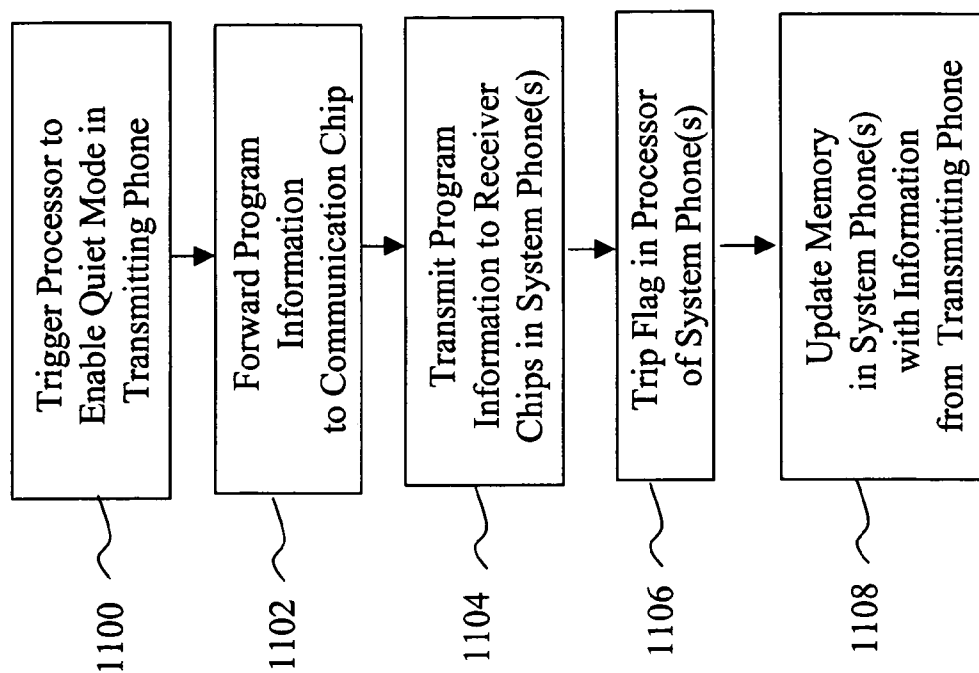 1100
Trigger Processor to
Enable Quiet Mode in
Transmitting Phone
1102
Forward Program
Information
to Communication Chip
1104
Transmit Program
Information to Receiver
Chips in System Phone(s)
1106
Trip Flag in Processor
of System Phone(s)
1108
Update Memory
in System Phone(s)
with Information
from Transmitting Phone